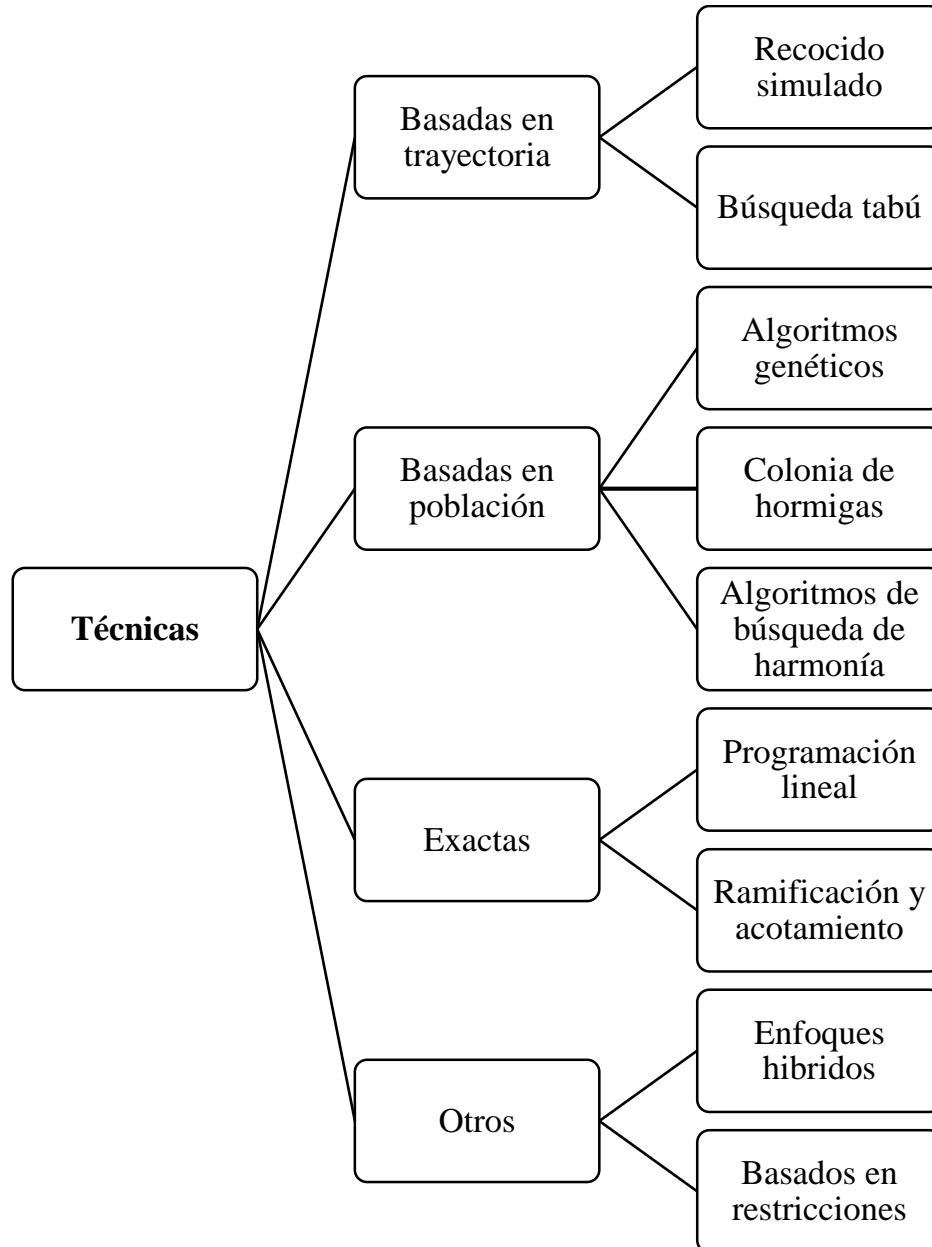 Técnicas
Basadas en
trayectoria
Recocido
simulado
Búsqueda tabú
Basadas en
población
Algoritmos
genéticos
Colonia de
hormigas
Algoritmos de
búsqueda de
harmonía
Exactas
Programación
lineal
Ramificación y
acotamiento
Otros
Enfoques
hibridos
Basados en
restricciones